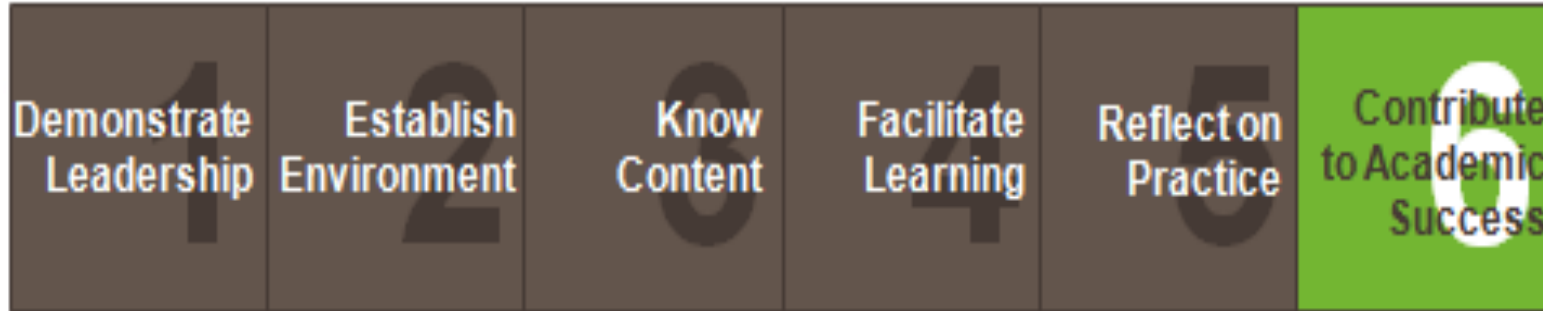 1
Demonstrate
Leadership
2
Establish
Environment
3
Know
Content
4
Facilitate
Learning
5
Reflect on
Practice
6
Contribute
to Academic
Success